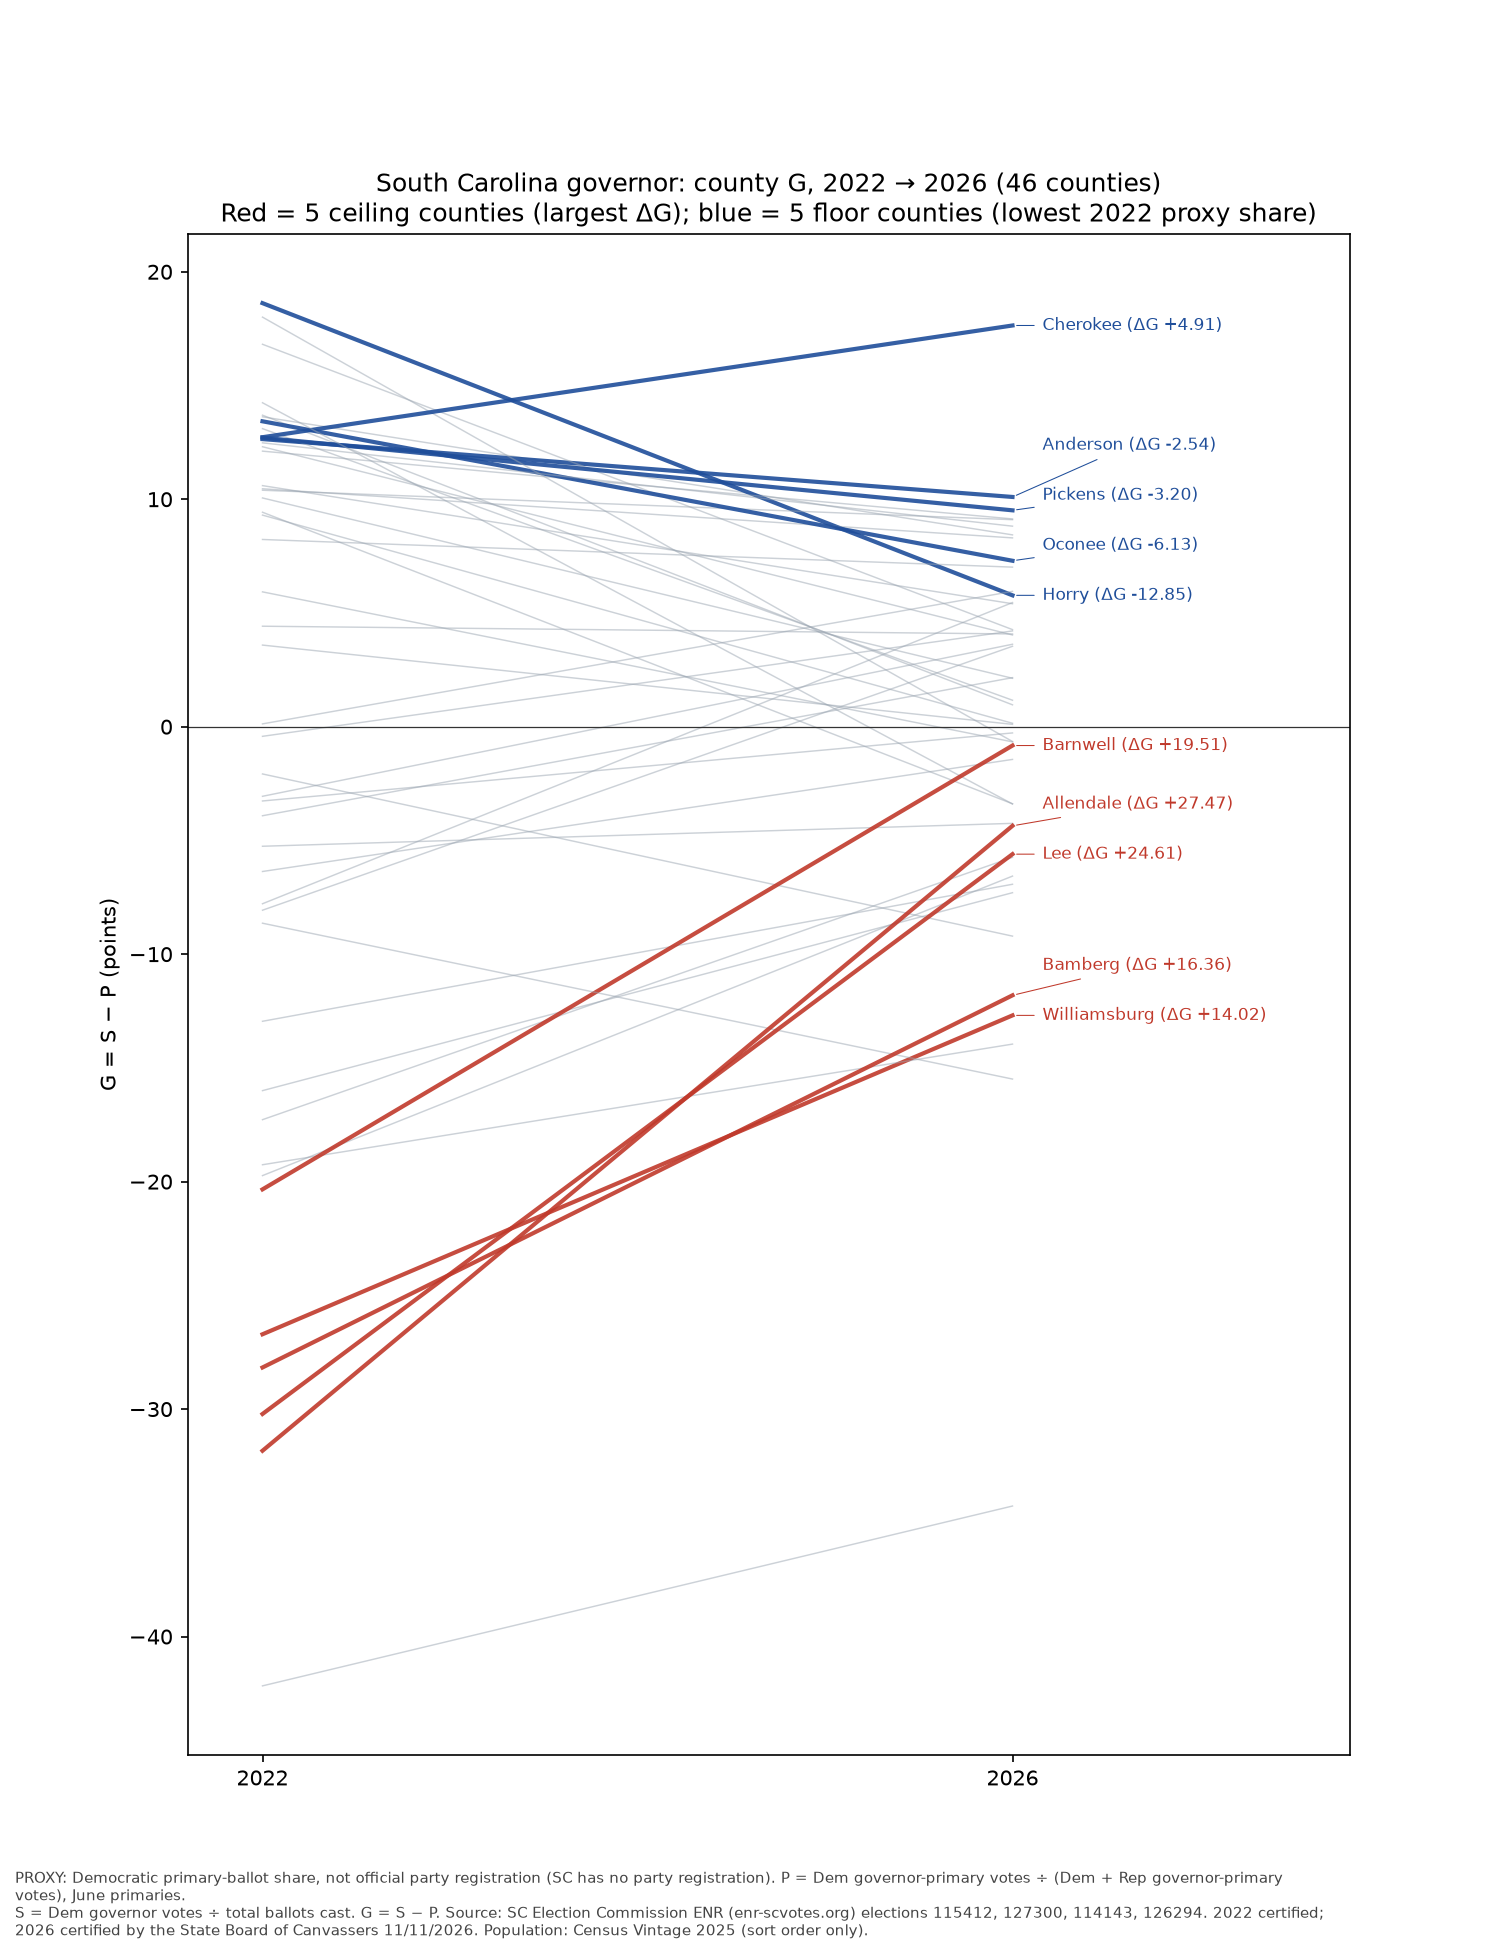 South Carolina governor: county G, 2022 → 2026 (46 counties)
Red = 5 ceiling counties (largest ΔG); blue = 5 floor counties (lowest 2022 proxy share)
20
10
0
−10
−20
−30
−40
G = S − P (points)
Cherokee (ΔG +4.91)
Anderson (ΔG -2.54)
Pickens (ΔG -3.20)
Oconee (ΔG -6.13)
Horry (ΔG -12.85)
Barnwell (ΔG +19.51)
Allendale (ΔG +27.47)
Lee (ΔG +24.61)
Bamberg (ΔG +16.36)
Williamsburg (ΔG +14.02)
2022
2026
PROXY: Democratic primary-ballot share, not official party registration (SC has no party registration). P = Dem governor-primary votes ÷ (Dem + Rep governor-primary
votes), June primaries.
S = Dem governor votes ÷ total ballots cast. G = S − P. Source: SC Election Commission ENR (enr-scvotes.org) elections 115412, 127300, 114143, 126294. 2022 certified;
2026 certified by the State Board of Canvassers 11/11/2026. Population: Census Vintage 2025 (sort order only).